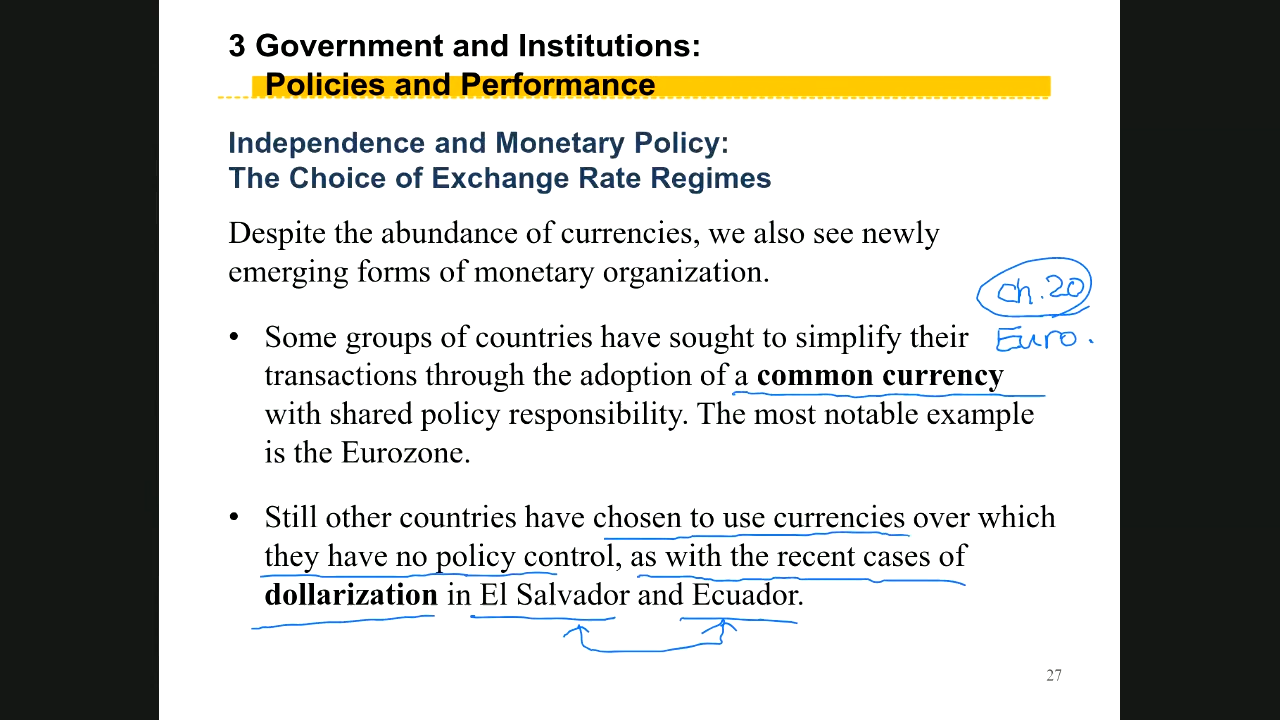 3 Government and Institutions:
Policies and Performance
Independence and Monetary Policy:
The Choice of Exchange Rate Regimes
Despite the abundance of currencies, we also see newly
emerging forms of monetary organization.
Ch. 20
• Some groups of countries have sought to simplify their
Euro.
transactions through the adoption of a common currency
with shared policy responsibility. The most notable example
is the Eurozone.
• Still other countries have chosen to use currencies over which
they have no policy control, as with the recent cases of
dollarization in El Salvador and Ecuador.
27